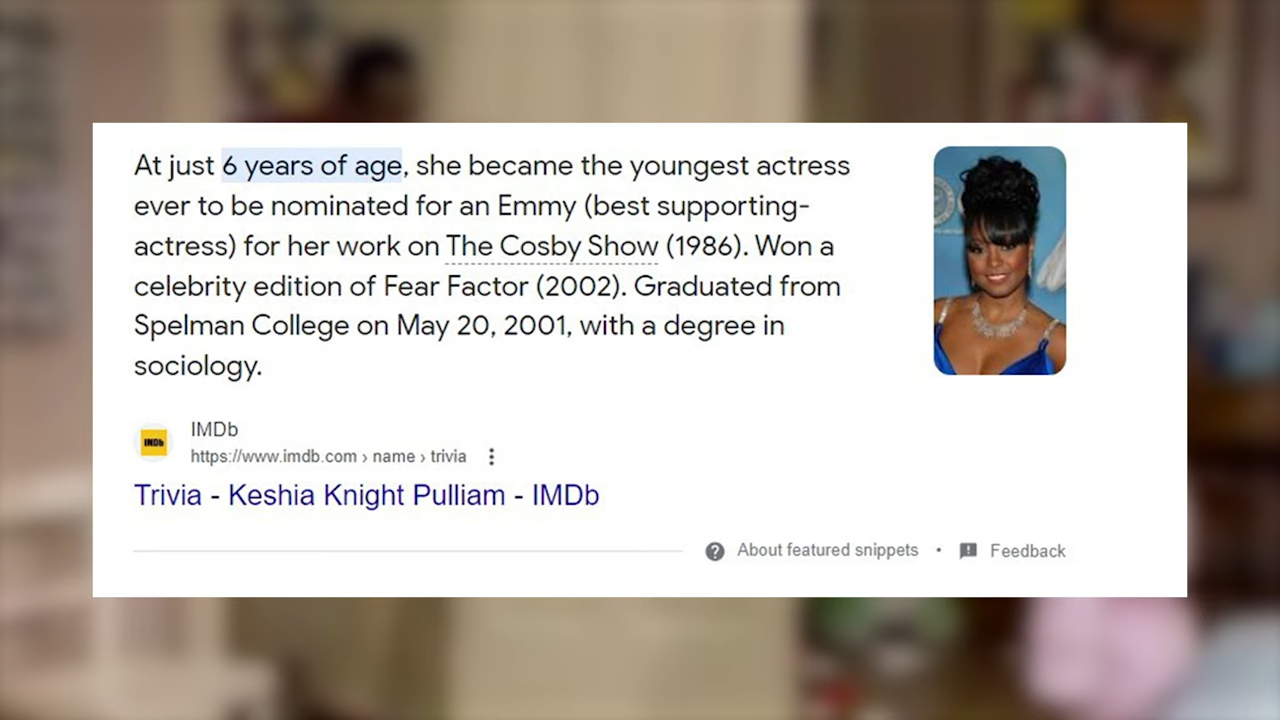 At just 6 years of age, she became the youngest actress
ever to be nominated for an Emmy (best supporting-
actress) for her work on The Cosby Show (1986). Won a
celebrity edition of Fear Factor (2002). Graduated from
Spelman College on May 20, 2001, with a degree in
sociology.
IMDb
IMDb
https://www.imdb.com › name › trivia
Trivia - Keshia Knight Pulliam - IMDb
About featured snippets • Feedback